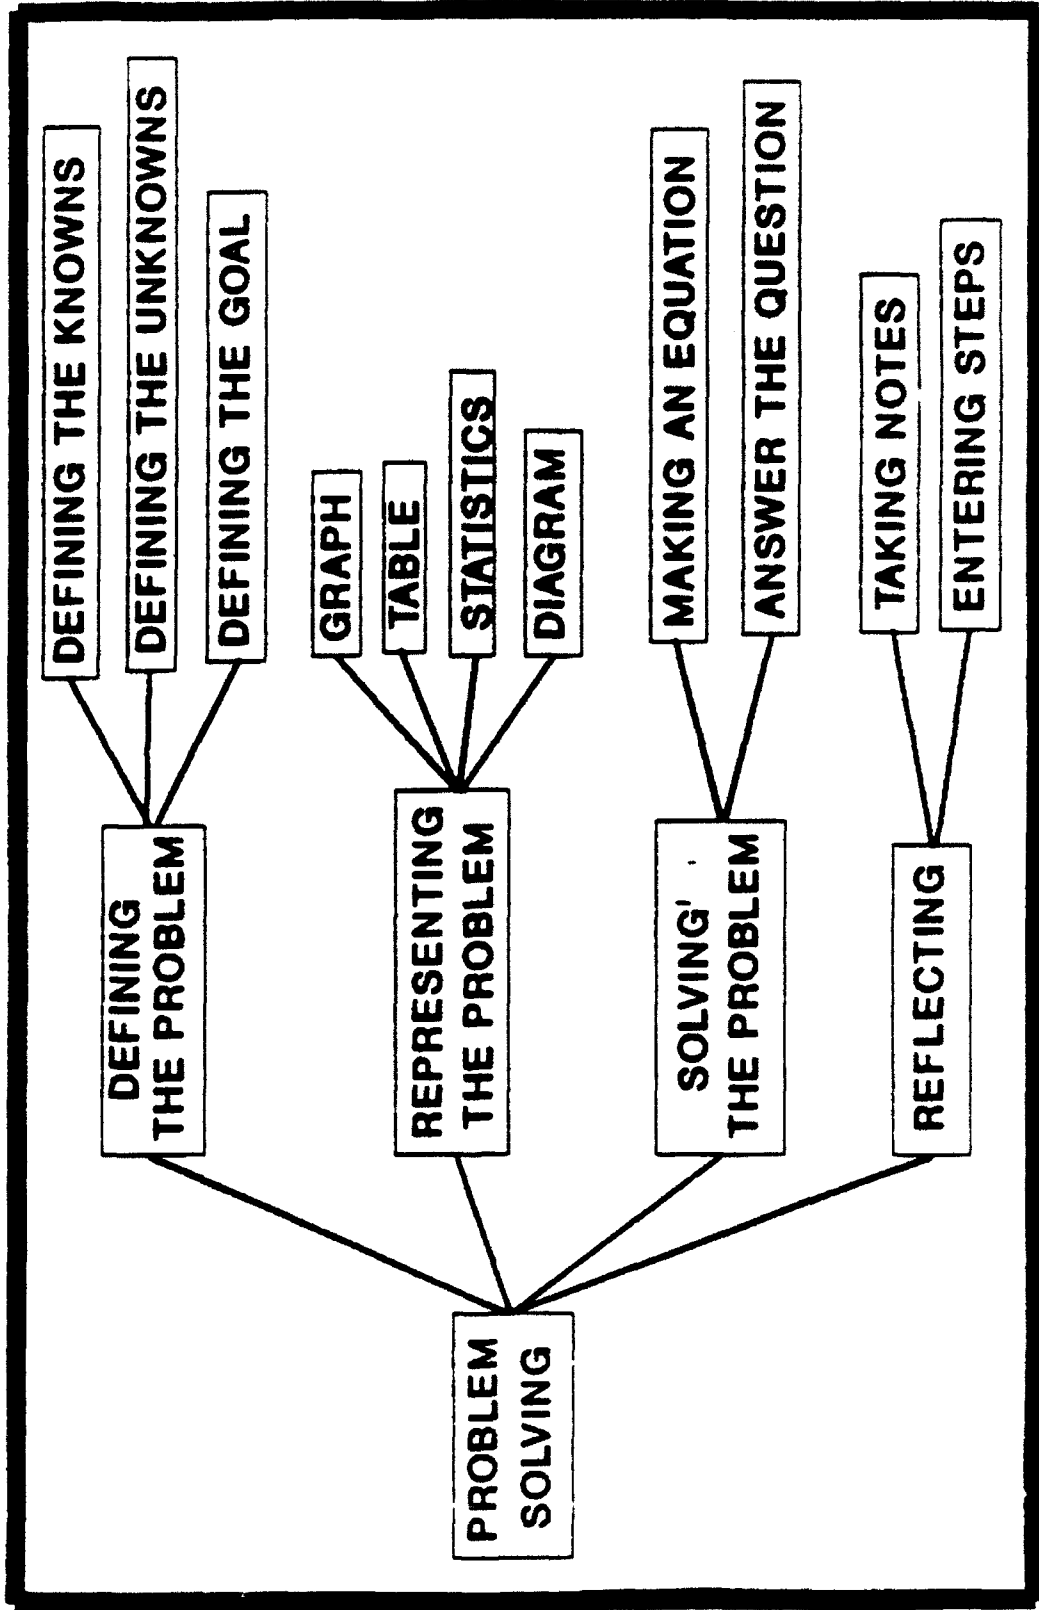 PROBLEM
SOLVING
DEFINING
THE PROBLEM
DEFINING THE KNOWNS
DEFINING THE UNKNOWNS
DEFINING THE GOAL
REPRESENTING
THE PROBLEM
GRAPH
TABLE
STATISTICS
DIAGRAM
SOLVING'
THE PROBLEM
MAKING AN EQUATION
ANSWER THE QUESTION
REFLECTING
TAKING NOTES
ENTERING STEPS